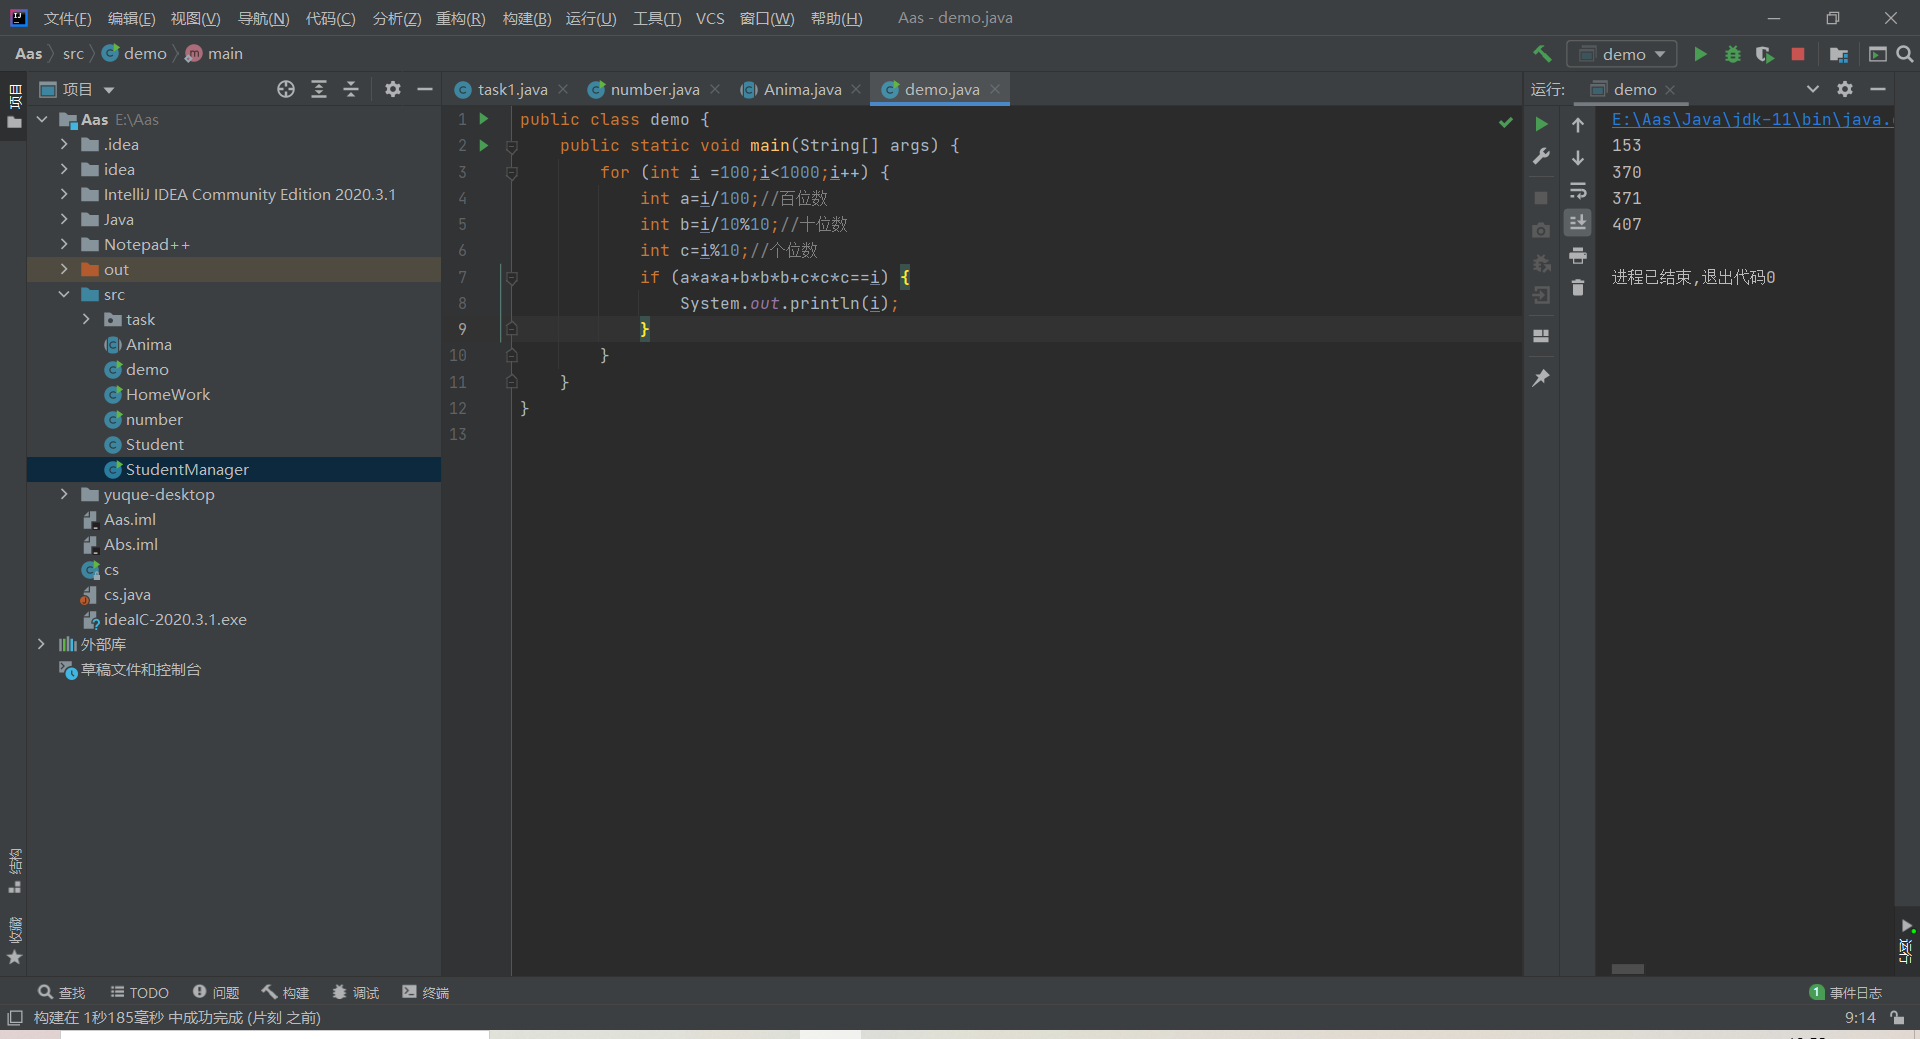 文件(F) 编辑(E) 视图(V) 导航(N) 代码(C) 分析(Z) 重构(R) 构建(B) 运行(U) 工具(T) VCS 窗口(W) 帮助(H) Aas - demo.java
Aas src demo main
demo
项目
项目
Aas E:\Aas
.idea
idea
IntelliJ IDEA Community Edition 2020.3.1
Java
Notepad++
out
src
task
Anima
demo
HomeWork
number
Student
StudentManager
yuque-desktop
Aas.iml
Abs.iml
cs
cs.java
ideaIC-2020.3.1.exe
外部库
草稿文件和控制台
结构
收藏
task1.java number.java Anima.java demo.java
1 public class demo {
2 public static void main(String[] args) {
3 for (int i =100;i<1000;i++) {
4 int a=i/100;//百位数
5 int b=i/10%10;//十位数
6 int c=i%10;//个位数
7 if (a*a*a+b*b*b+c*c*c==i) {
8 System.out.println(i);
9 }
10 }
11 }
12 }
13
运行: demo
E:\Aas\Java\jdk-11\bin\java.
153
370
371
407
进程已结束,退出代码0
运行
查找 TODO 问题 构建 调试 终端
1 事件日志
构建在 1秒185毫秒 中成功完成 (片刻 之前)
9:14